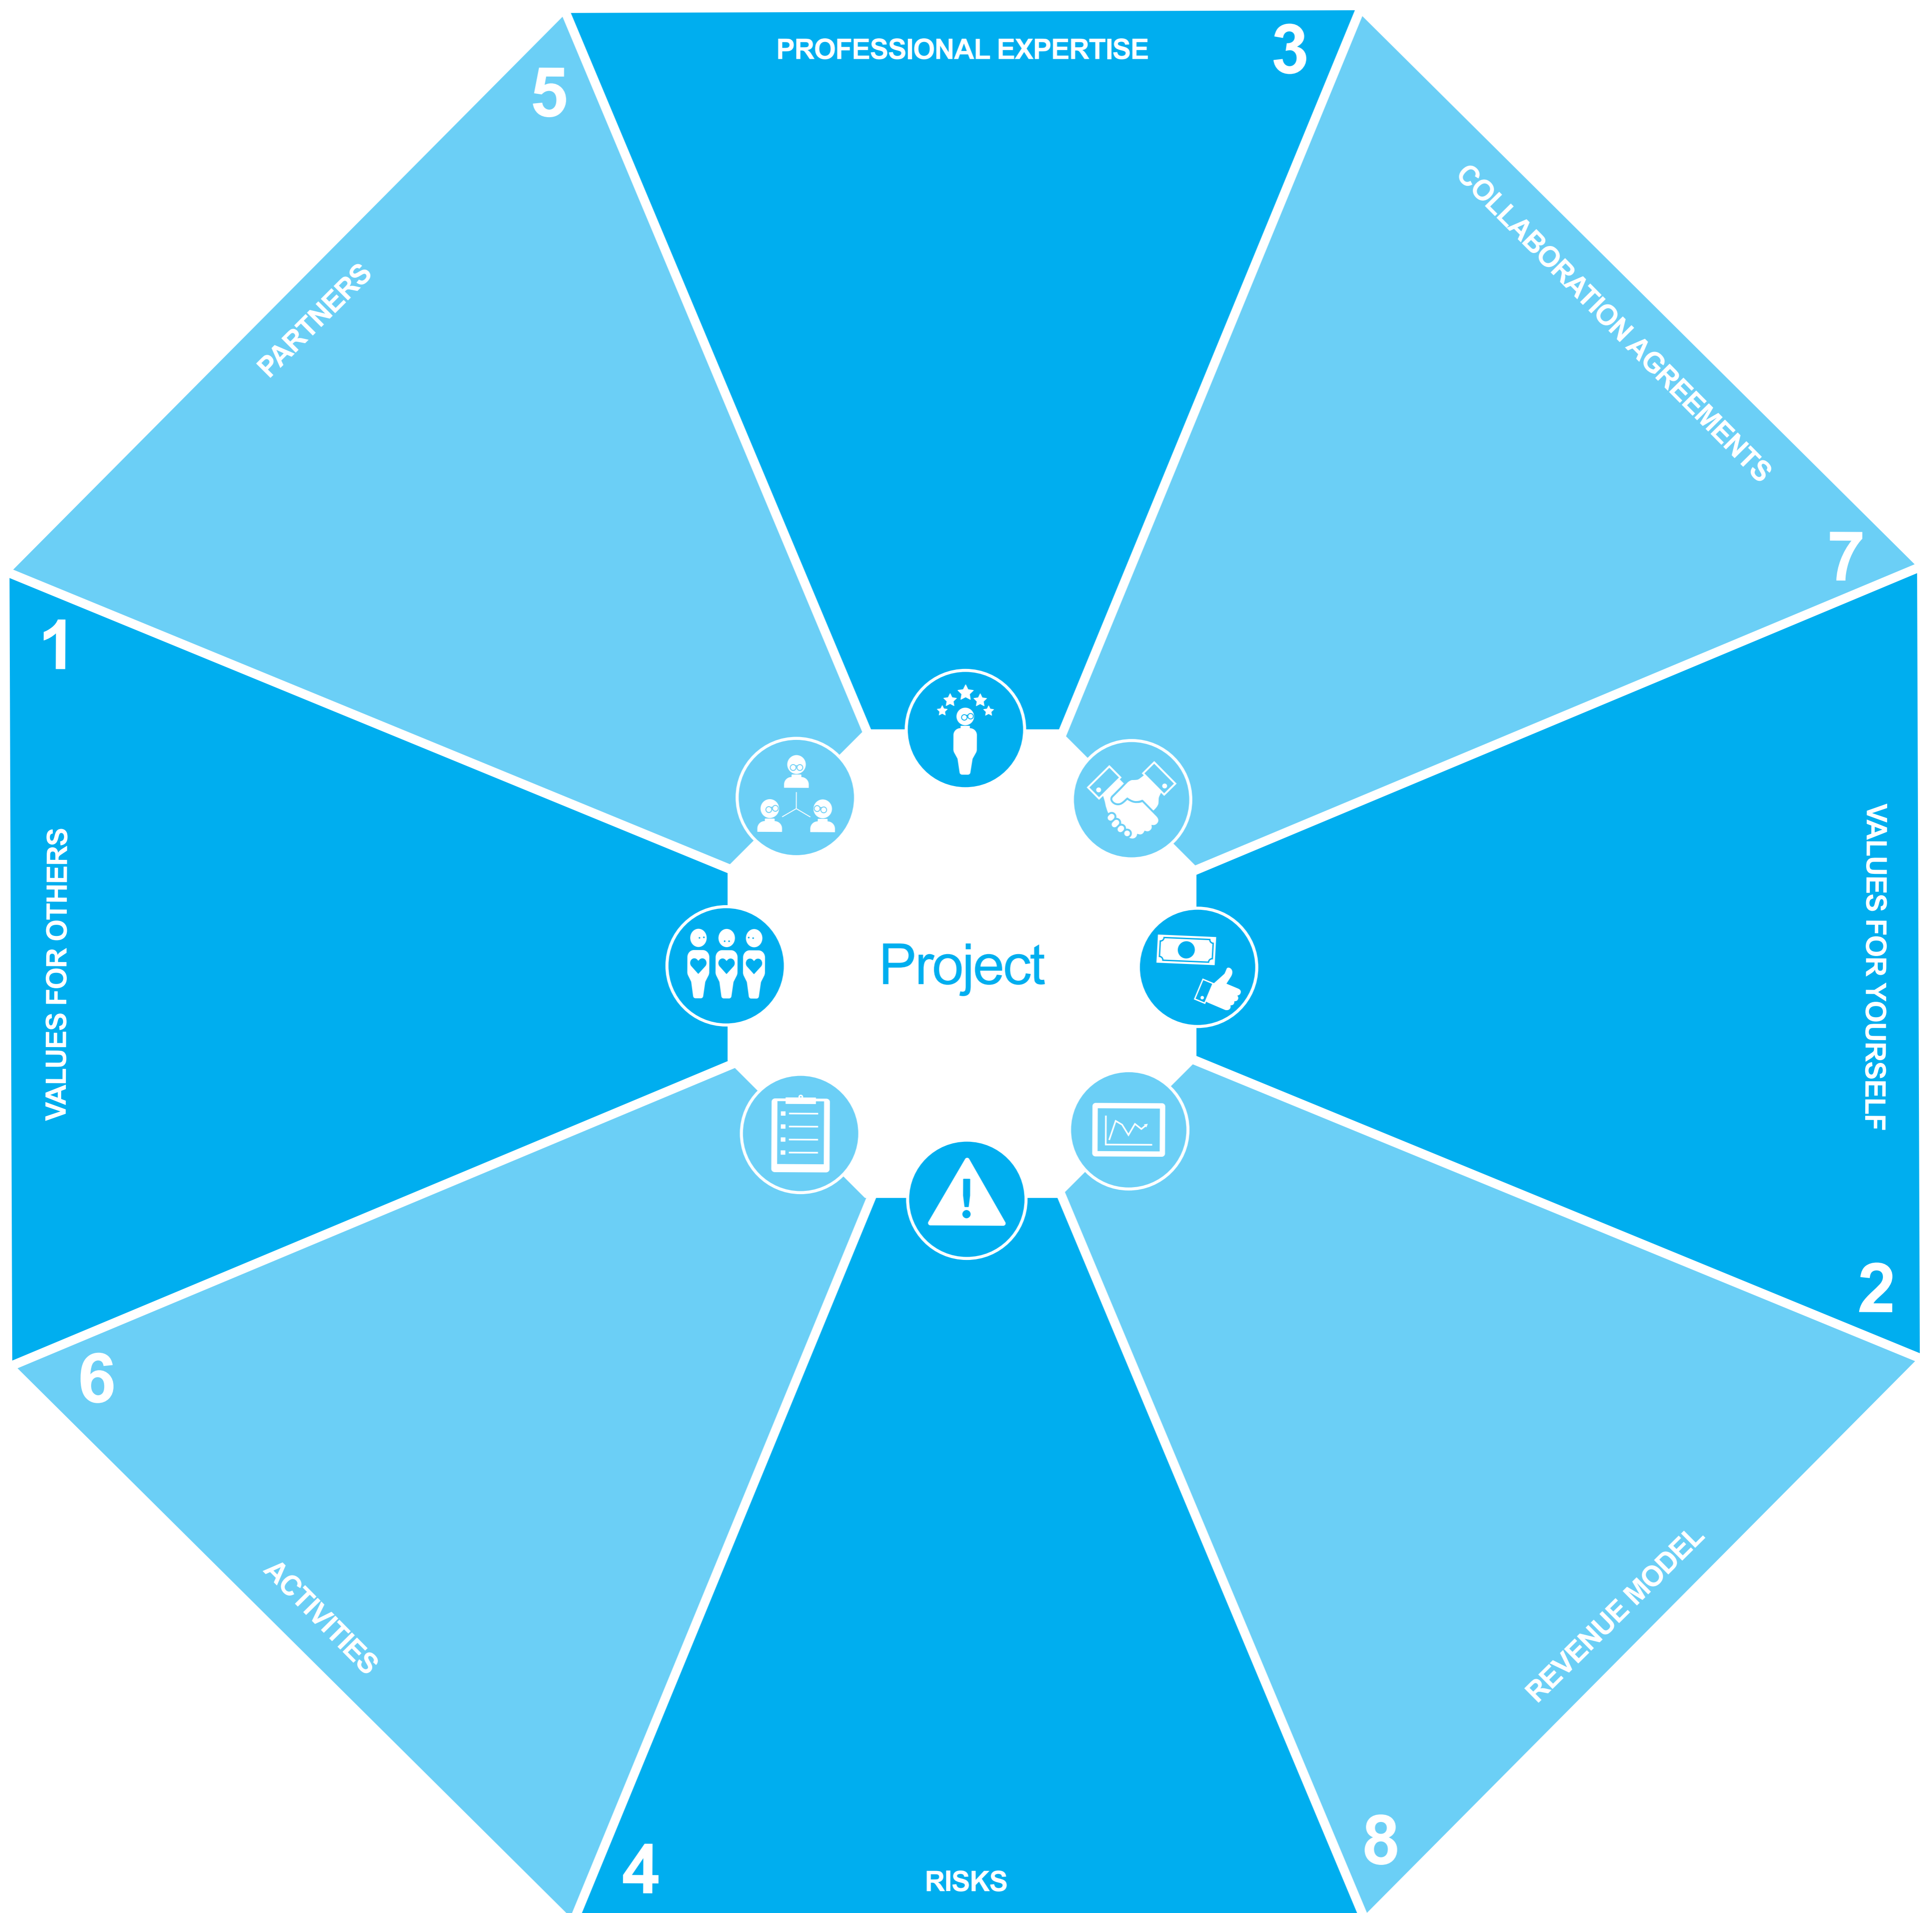 PROFESSIONAL EXPERTISE
3
5
PARTNERS
COLLABORATION AGREEMENTS
7
1
VALUES FOR OTHERS
Project
VALUES FOR YOURSELF
2
6
ACTIVITIES
REVENUE MODEL
8
4
RISKS